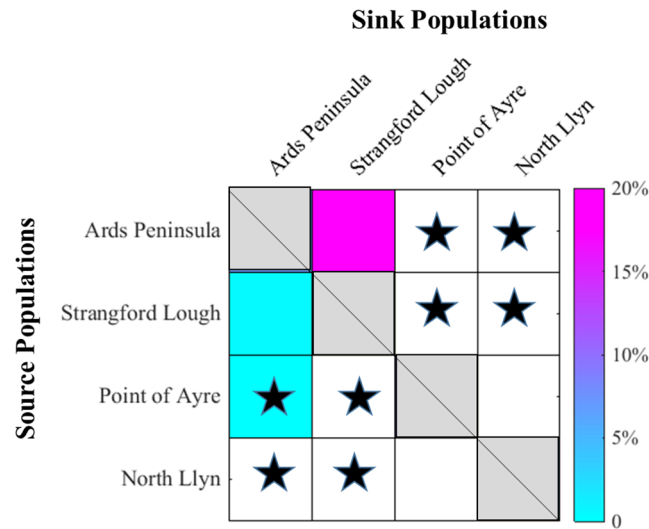 Sink Populations
Ards Peninsula
Strangford Lough
Point of Ayre
North Llyn
Source Populations
Ards Peninsula
Strangford Lough
Point of Ayre
North Llyn
20%
15%
10%
5%
0